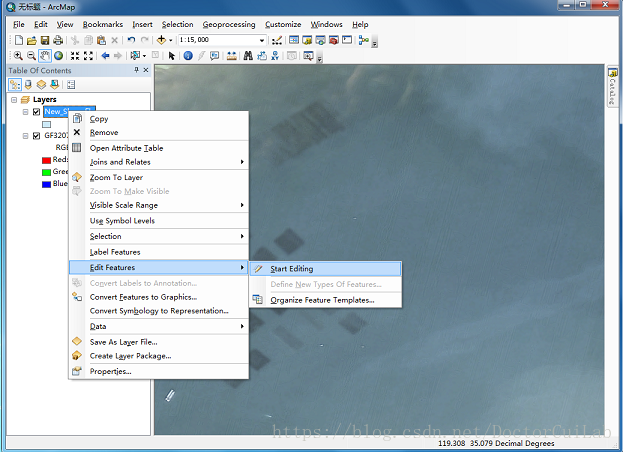 无标题 - ArcMap
File Edit View Bookmarks Insert Selection Geoprocessing Customize Windows Help
1:15,000
Table Of Contents
Layers
New_S
GF3207
RGB
Red:
Gree
Blue
Copy
Remove
Open Attribute Table
Joins and Relates
Zoom To Layer
Zoom To Make Visible
Visible Scale Range
Use Symbol Levels
Selection
Label Features
Edit Features
Convert Labels to Annotation...
Convert Features to Graphics...
Convert Symbology to Representation...
Data
Save As Layer File...
Create Layer Package...
Properties...
Start Editing
Define New Types Of Features...
Organize Feature Templates...
Catalog
https://blog.csdn.net/DoctorCuiLab
119.308 35.079 Decimal Degrees